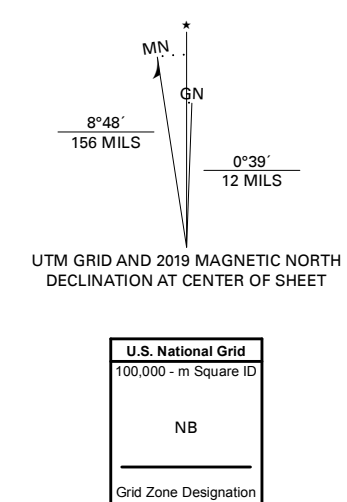 MN
GN
8°48´
156 MILS
0°39´
12 MILS
UTM GRID AND 2019 MAGNETIC NORTH
DECLINATION AT CENTER OF SHEET
U.S. National Grid
100,000 - m Square ID
NB
Grid Zone Designation